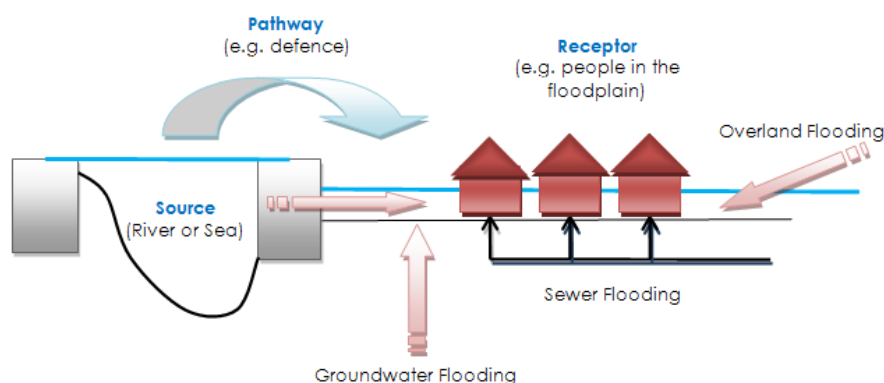 Pathway
(e.g. defence)
Receptor
(e.g. people in the
floodplain)
Overland Flooding
Source
(River or Sea)
Sewer Flooding
Groundwater Flooding